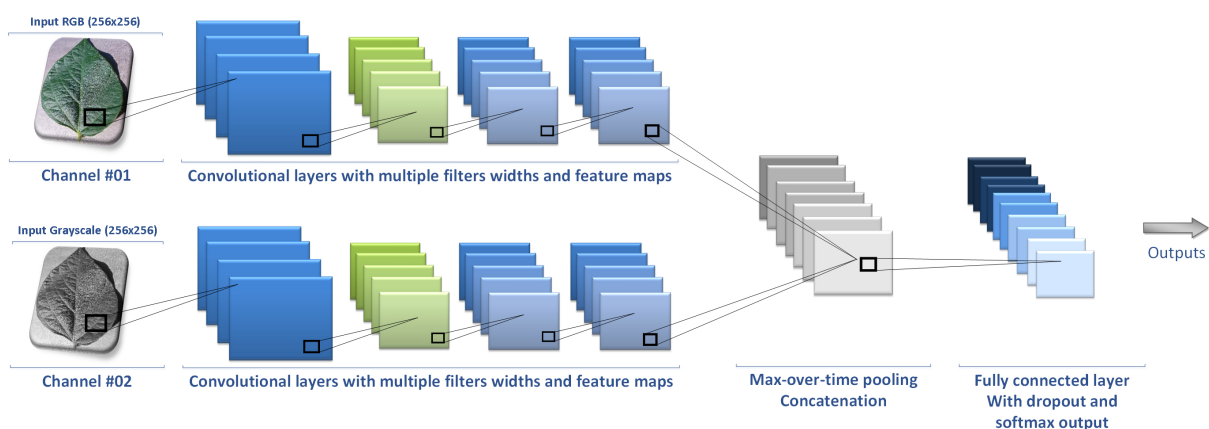 Input RGB (256x256)
Channel #01
Convolutional layers with multiple filters widths and feature maps
Input Grayscale (256x256)
Channel #02
Convolutional layers with multiple filters widths and feature maps
Max-over-time pooling
Concatenation
Fully connected layer
With dropout and
softmax output
Outputs